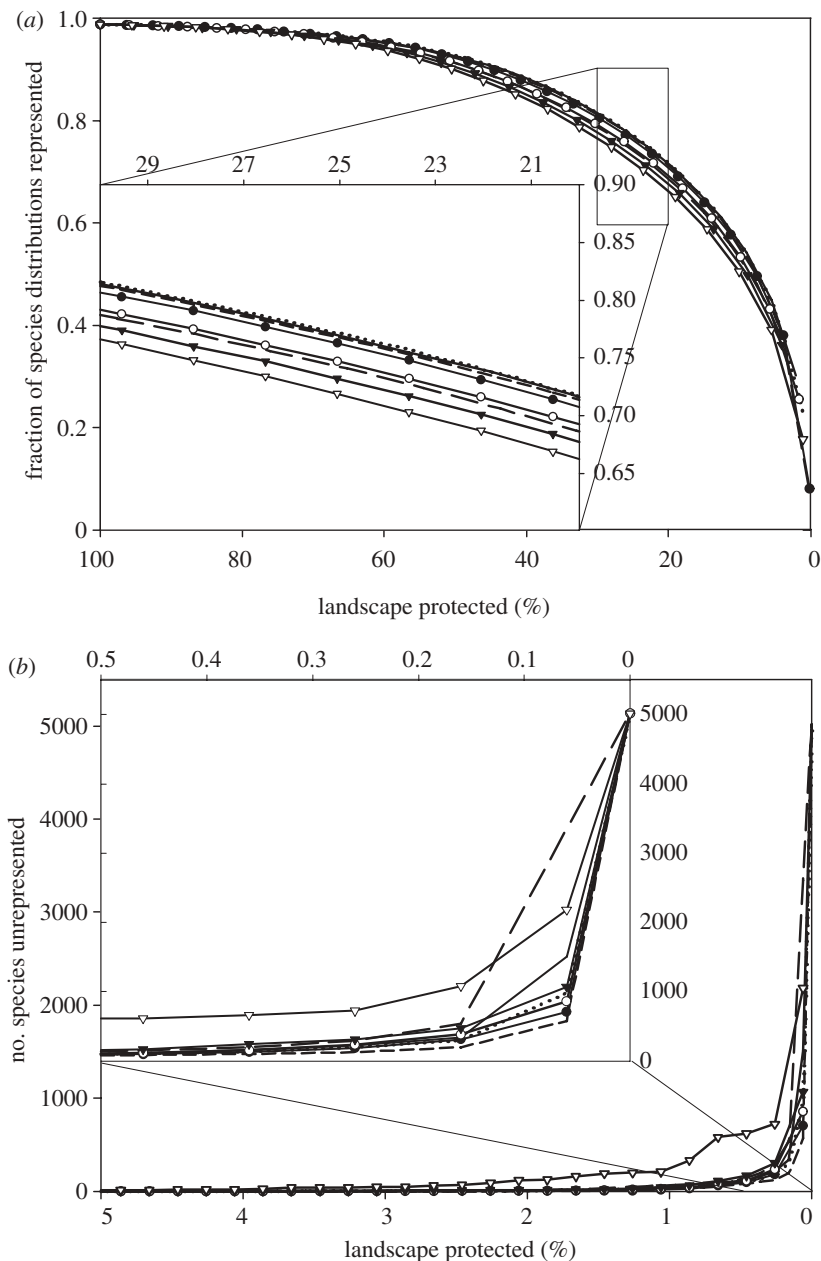 (a)
1.0
0.8
0.6
0.4
0.2
0
fraction of species distributions represented
29 27 25 23 21
0.90
0.85
0.80
0.75
0.70
0.65
100 80 60 40 20 0
landscape protected (%)
(b)
0.5 0.4 0.3 0.2 0.1 0
5000
4000
3000
2000
1000
0
no. species unrepresented
5000
4000
3000
2000
1000
0
5 4 3 2 1 0
landscape protected (%)